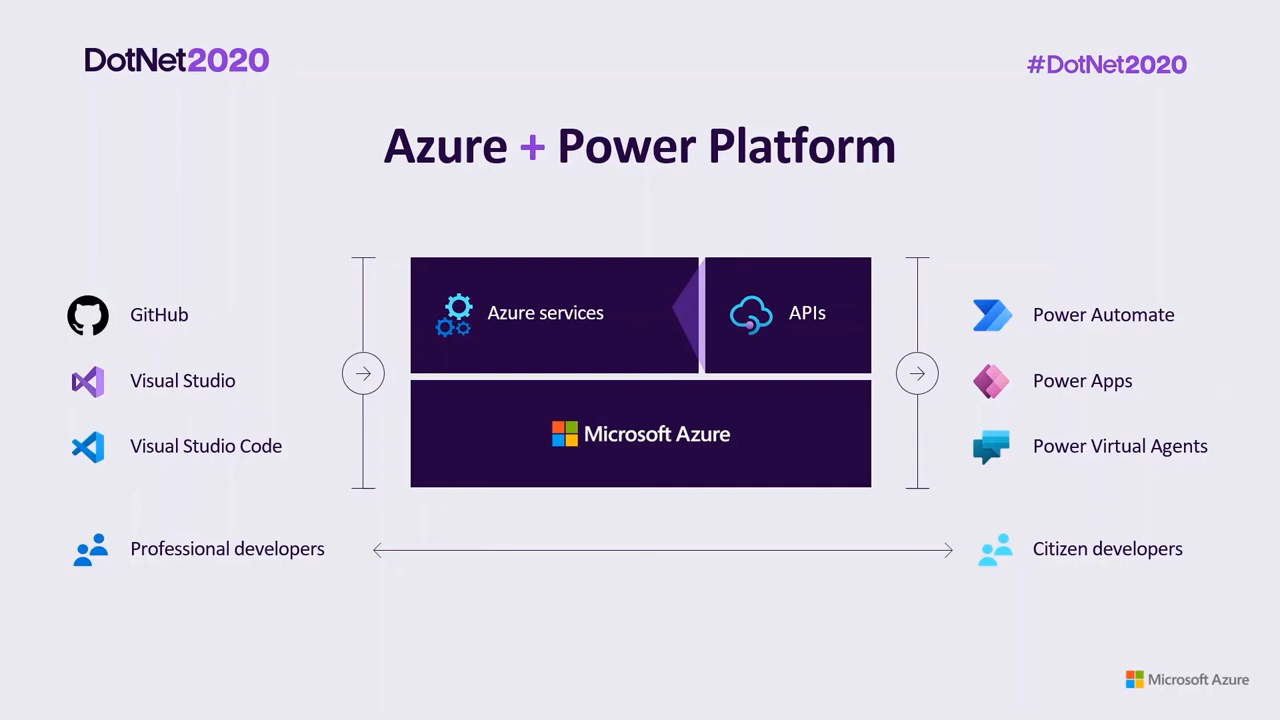 DotNet2020
#DotNet2020
Azure + Power Platform
GitHub
Visual Studio
Visual Studio Code
Azure services
APIs
Microsoft Azure
Power Automate
Power Apps
Power Virtual Agents
Professional developers
Citizen developers
Microsoft Azure